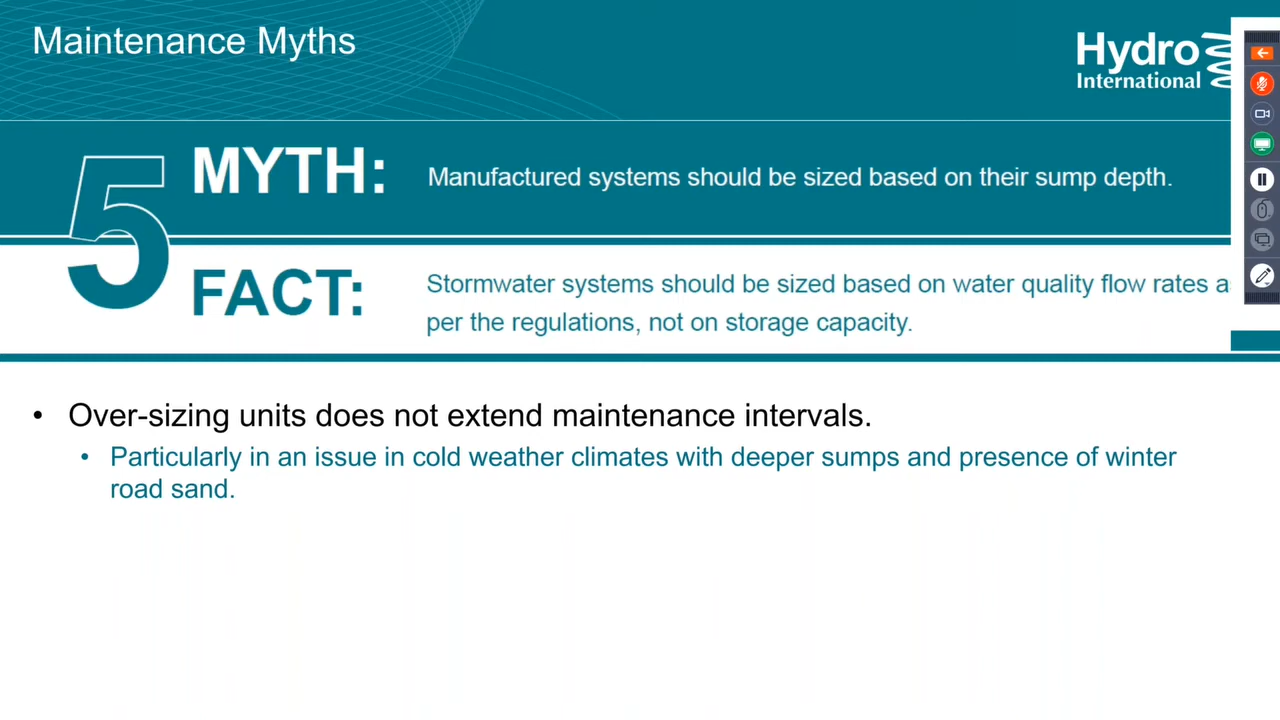 Maintenance Myths
Hydro
International
5
MYTH:
Manufactured systems should be sized based on their sump depth.
FACT:
Stormwater systems should be sized based on water quality flow rates
per the regulations, not on storage capacity.
• Over-sizing units does not extend maintenance intervals.
• Particularly in an issue in cold weather climates with deeper sumps and presence of winter
road sand.